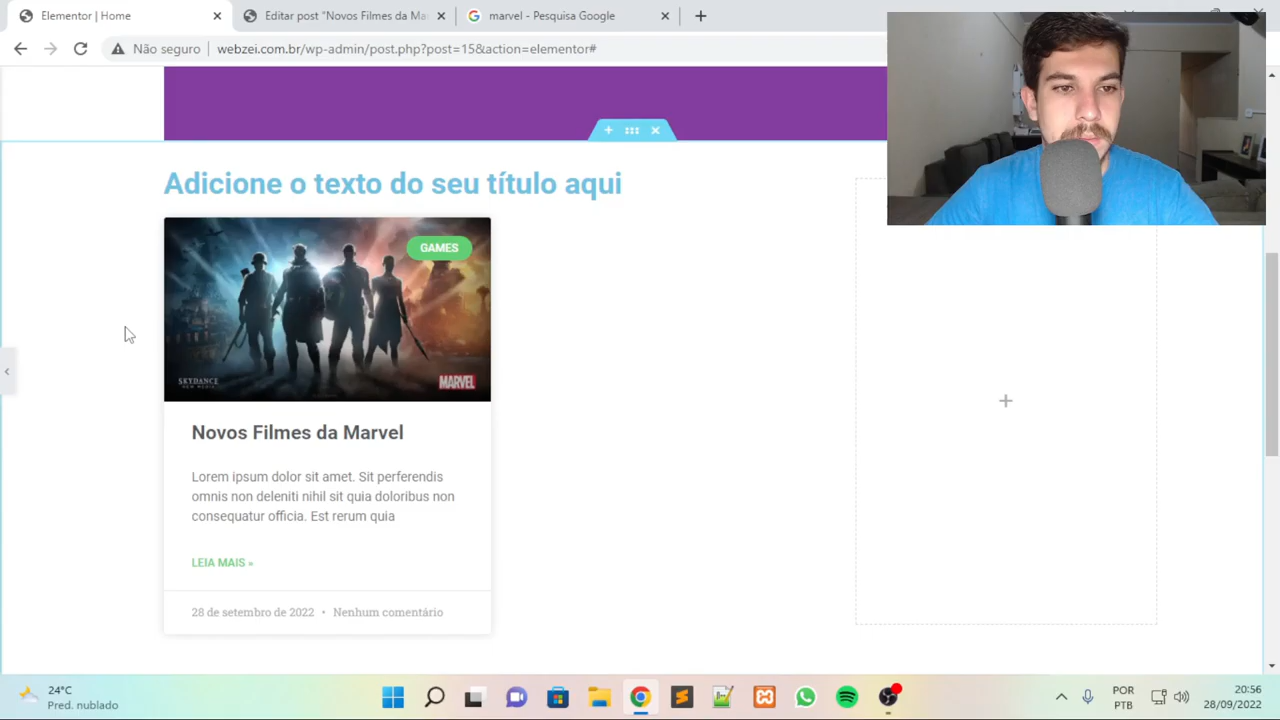 Elementor | Home
Editar post "Novos Filmes da Ma
marvel - Pesquisa Google
Não seguro
webzei.com.br/wp-admin/post.php?post=15&action=elementor#
Adicione o texto do seu título aqui
GAMES
SKYDANCE
NEW MEDIA
MARVEL
Novos Filmes da Marvel
Lorem ipsum dolor sit amet. Sit perferendis
omnis non deleniti nihil sit quia doloribus non
consequatur officia. Est rerum quia
LEIA MAIS »
28 de setembro de 2022 • Nenhum comentário
24°C
Pred. nublado
POR
PTB
20:56
28/09/2022